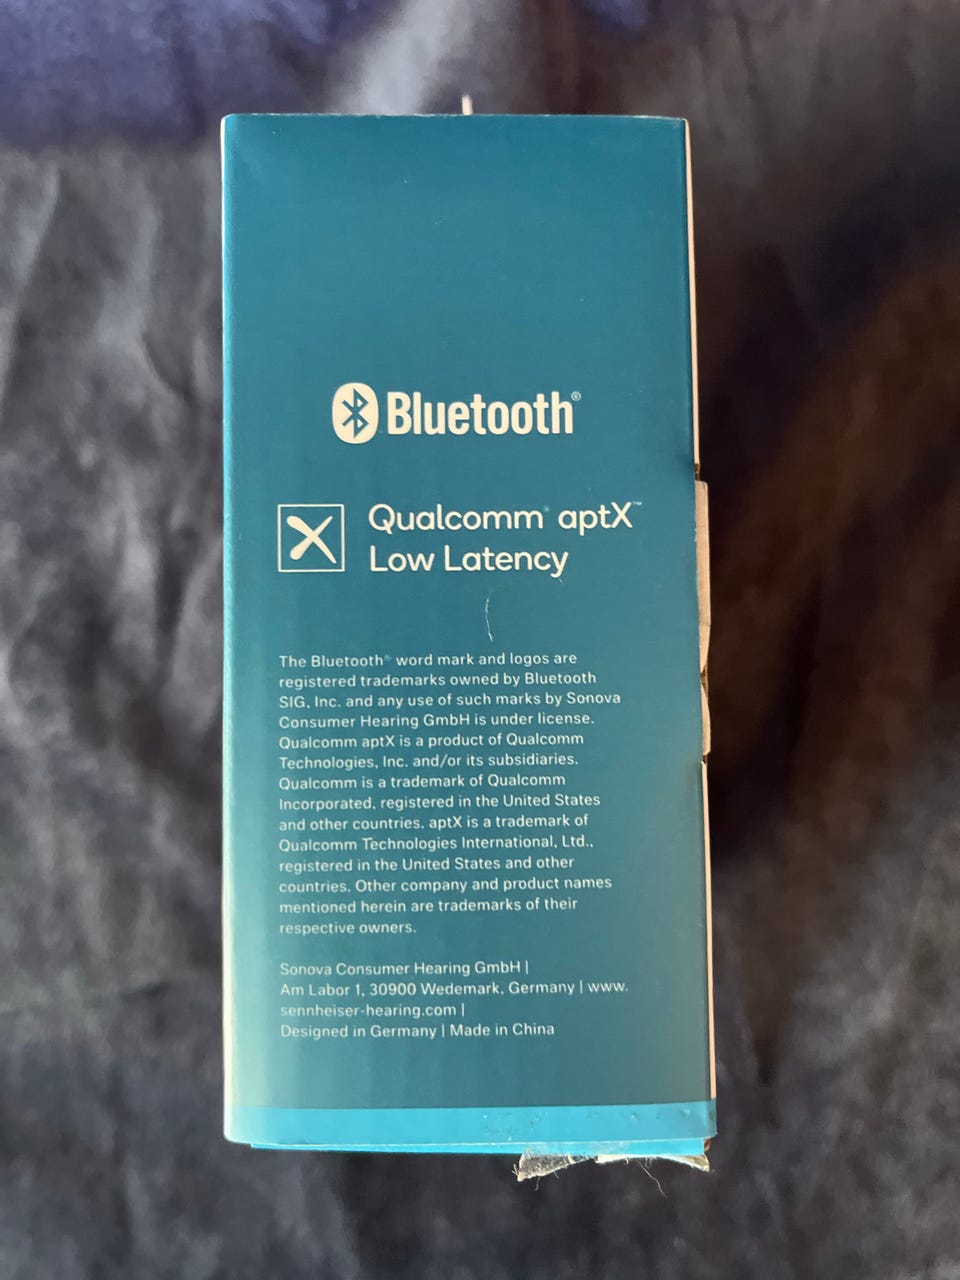 Bluetooth®
Qualcomm® aptX™
Low Latency
The Bluetooth® word mark and logos are
registered trademarks owned by Bluetooth
SIG, Inc. and any use of such marks by Sonova
Consumer Hearing GmbH is under license.
Qualcomm aptX is a product of Qualcomm
Technologies, Inc. and/or its subsidiaries.
Qualcomm is a trademark of Qualcomm
Incorporated, registered in the United States
and other countries. aptX is a trademark of
Qualcomm Technologies International, Ltd.,
registered in the United States and other
countries. Other company and product names
mentioned herein are trademarks of their
respective owners.
Sonova Consumer Hearing GmbH |
Am Labor 1, 30900 Wedemark, Germany | www.
sennheiser-hearing.com |
Designed in Germany | Made in China